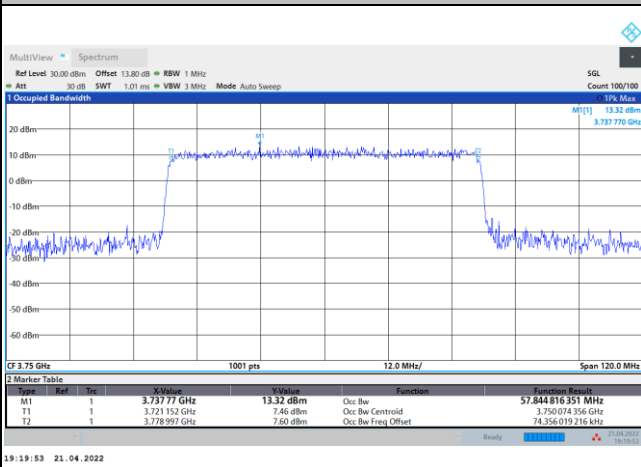 MultiView Spectrum
Ref Level 30.00 dBm Offset 13.80 dB RBW 1 MHz SGL
Att 30 dB SWT 1.01 ms VBW 3 MHz Mode Auto Sweep Count 100/100
1 Occupied Bandwidth 1Pk Max
M1[1] 13.32 dBm
3.737 770 GHz
20 dBm
M1
10 dBm
T1 T2
0 dBm
-10 dBm
-20 dBm
-30 dBm
-40 dBm
-50 dBm
-60 dBm
CF 3.75 GHz 1001 pts 12.0 MHz/ Span 120.0 MHz
2 Marker Table
Type Ref Trc X-Value Y-Value Function Function Result
M1 1 3.737 77 GHz 13.32 dBm Occ Bw 57.844 816 351 MHz
T1 1 3.721 152 GHz 7.46 dBm Occ Bw Centroid 3.750 074 356 GHz
T2 1 3.778 997 GHz 7.60 dBm Occ Bw Freq Offset 74.356 019 216 kHz
Ready 21.04.2022
19:19:53
19:19:53 21.04.2022